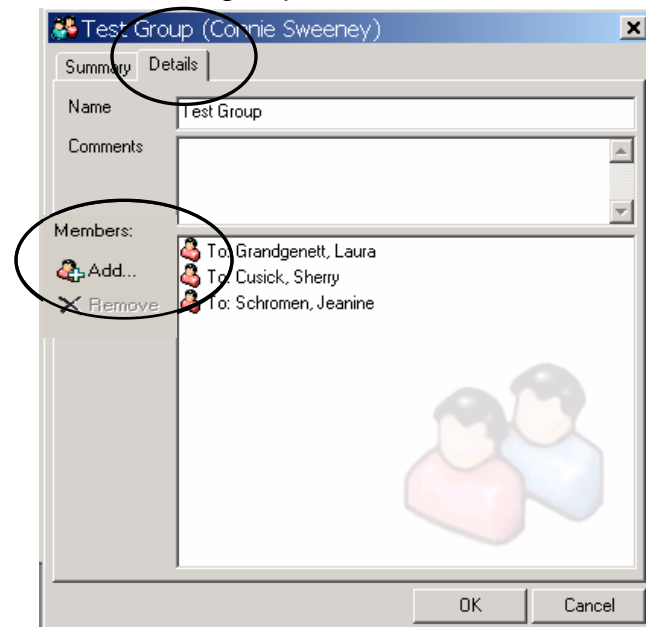 Test Group (Connie Sweeney)
Summary Details
Name Test Group
Comments
Members:
Add...
Remove
To: Grandgenett, Laura
To: Cusick, Sherry
To: Schromen, Jeanine
OK Cancel